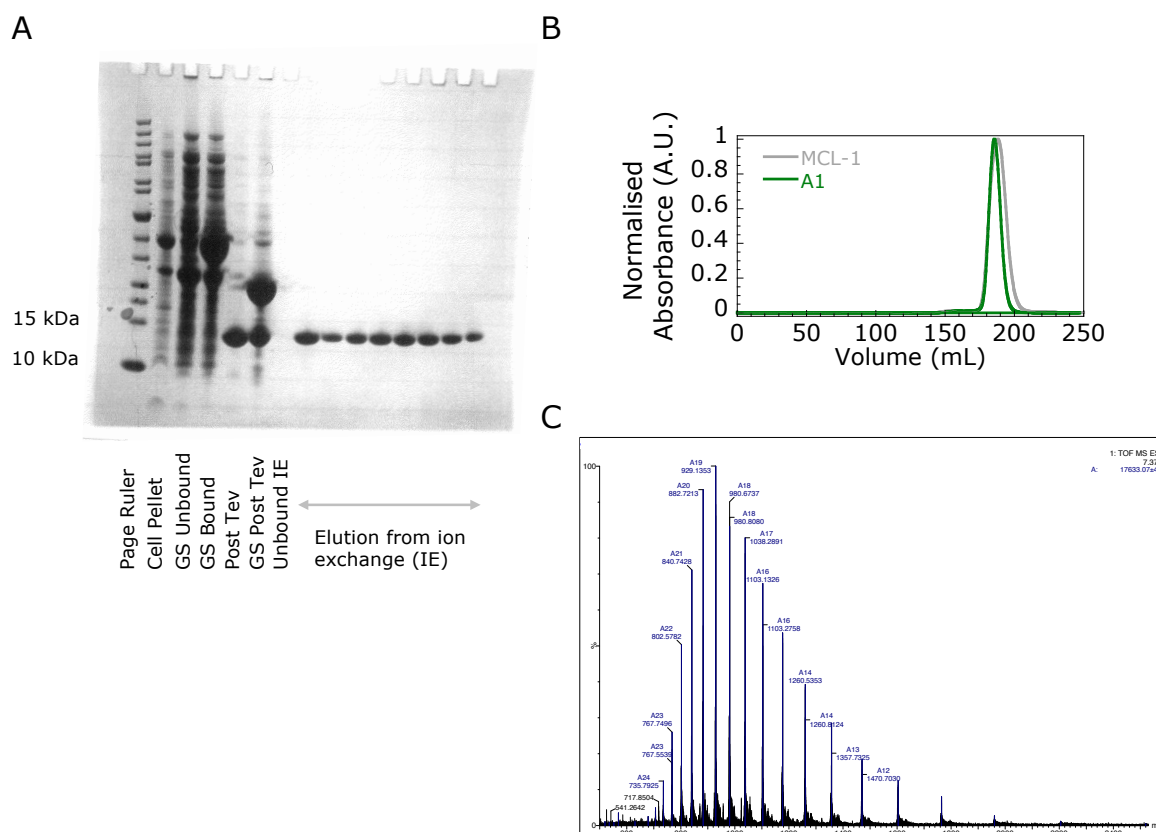 A
15 kDa
10 kDa
Page Ruler
Cell Pellet
GS Unbound
GS Bound
Post Tev
GS Post Tev
Unbound IE
Elution from ion
exchange (IE)
B
Normalised
Absorbance (A.U.)
1
0.8
0.6
0.4
0.2
0
MCL-1
A1
0 50 100 150 200 250
Volume (mL)
C
1: TOF MS ES
7.37
A: 17633.07±4
100
%
A19
929.1353
A20
882.7213
A18
980.6737
A18
980.8080
A17
1038.2891
A21
840.7428
A16
1103.1326
A16
1103.2758
A22
802.5782
A14
1260.5353
A14
1260.8124
A23
767.7496
A23
767.5539
A13
1357.7325
A12
1470.7030
A24
735.7925
717.8504
541.2642
0